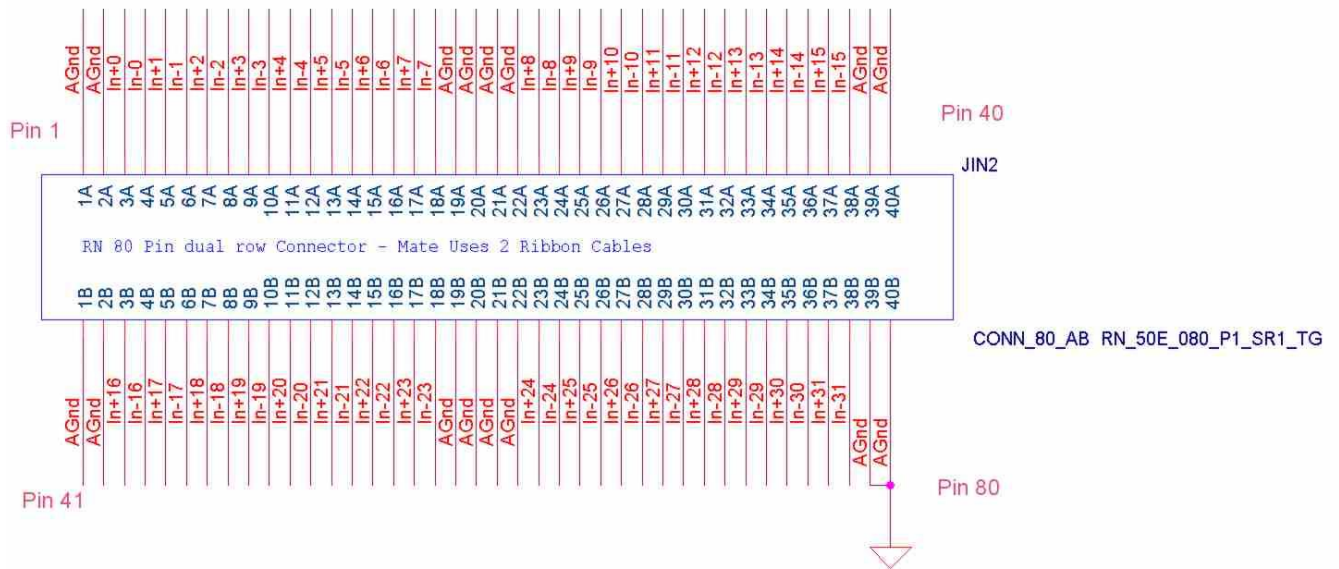 AGnd
AGnd
In+0
In-0
In+1
In-1
In+2
In-2
In+3
In-3
In+4
In-4
In+5
In-5
In+6
In-6
In+7
In-7
AGnd
AGnd
AGnd
AGnd
In+8
In-8
In+9
In-9
In+10
In-10
In+11
In-11
In+12
In-12
In+13
In-13
In+14
In-14
In+15
In-15
AGnd
AGnd
Pin 1
Pin 40
JIN2
1A
2A
3A
4A
5A
6A
7A
8A
9A
10A
11A
12A
13A
14A
15A
16A
17A
18A
19A
20A
21A
22A
23A
24A
25A
26A
27A
28A
29A
30A
31A
32A
33A
34A
35A
36A
37A
38A
39A
40A
RN 80 Pin dual row Connector - Mate Uses 2 Ribbon Cables
1B
2B
3B
4B
5B
6B
7B
8B
9B
10B
11B
12B
13B
14B
15B
16B
17B
18B
19B
20B
21B
22B
23B
24B
25B
26B
27B
28B
29B
30B
31B
32B
33B
34B
35B
36B
37B
38B
39B
40B
CONN_80_AB RN_50E_080_P1_SR1_TG
AGnd
AGnd
In+16
In-16
In+17
In-17
In+18
In-18
In+19
In-19
In+20
In-20
In+21
In-21
In+22
In-22
In+23
In-23
AGnd
AGnd
AGnd
AGnd
In+24
In-24
In+25
In-25
In+26
In-26
In+27
In-27
In+28
In-28
In+29
In-29
In+30
In-30
In+31
In-31
AGnd
AGnd
Pin 41
Pin 80